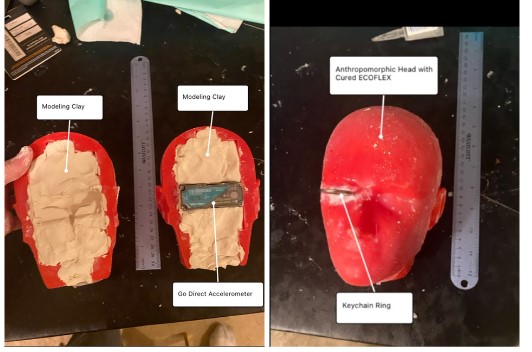 Modeling Clay
Modeling Clay
Go Direct Accelerometer
Anthropomorphic Head with
Cured ECOFLEX
Keychain Ring